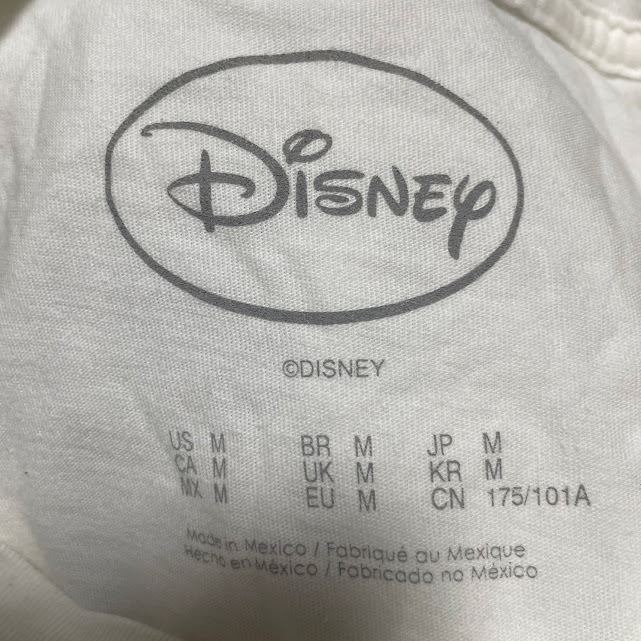 DISNEY
©DISNEY
US M BR M JP M
CA M UK M KR M
MX M EU M CN 175/101A
Made in Mexico / Fabriqué au Mexique
Hecho en México / Fabricado no México